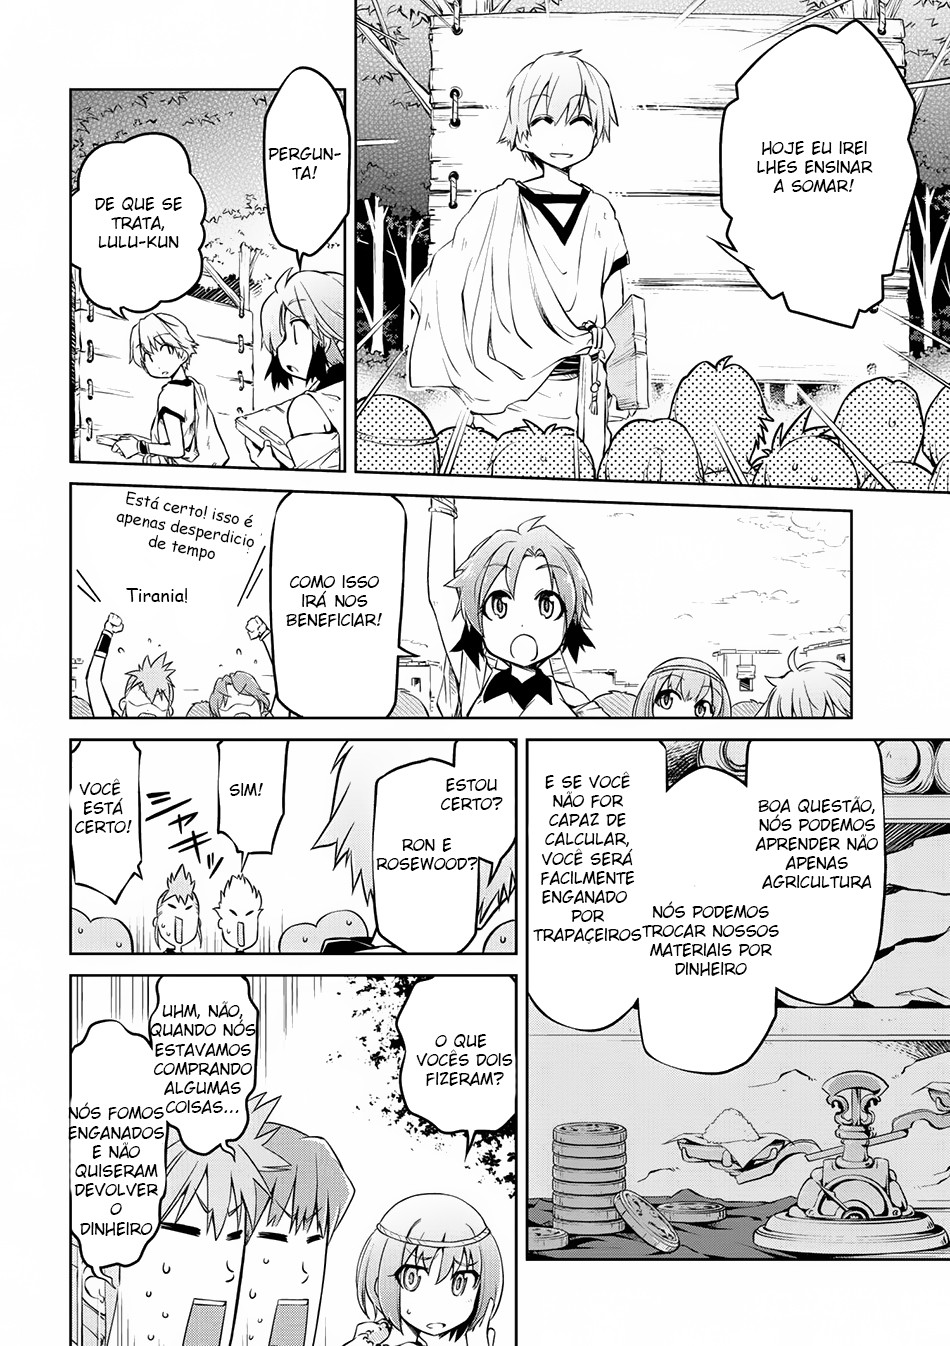 HOJE EU IREI
LHES ENSINAR
A SOMAR!
PERGUN-
TA!
DE QUE SE
TRATA,
LULU-KUN
COMO ISSO
IRÁ NOS
BENEFICIAR!
Está certo! isso é
apenas desperdicio
de tempo
Tirania!
BOA QUESTÃO,
NÓS PODEMOS
APRENDER NÃO
APENAS
AGRICULTURA
NÓS PODEMOS
TROCAR NOSSOS
MATERIAIS POR
DINHEIRO
E SE VOCÊ
NÃO FOR
CAPAZ DE
CALCULAR,
VOCÊ SERÁ
FACILMENTE
ENGANADO
POR
TRAPAÇEIROS
ESTOU
CERTO?
RON E
ROSEWOOD?
SIM!
VOCÊ
ESTÁ
CERTO!
O QUE
VOCÊS DOIS
FIZERAM?
UHM, NÃO,
QUANDO NÓS
ESTAVAMOS
COMPRANDO
ALGUMAS
COISAS...
NÓS FOMOS
ENGANADOS
E NÃO
QUISERAM
DEVOLVER
O
DINHEIRO